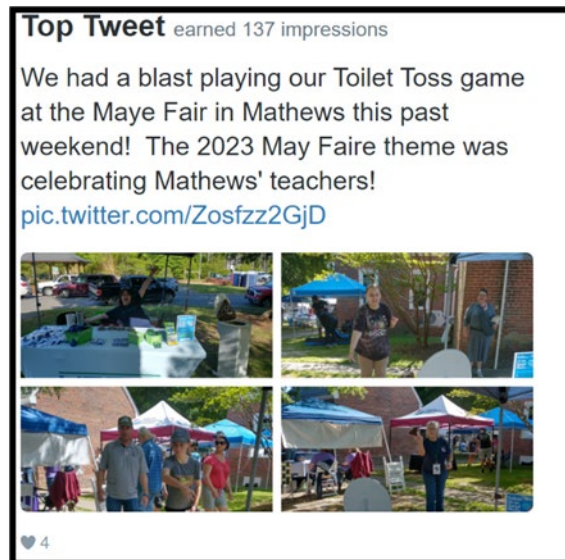 Top Tweet earned 137 impressions
We had a blast playing our Toilet Toss game
at the Maye Fair in Mathews this past
weekend!  The 2023 May Faire theme was
celebrating Mathews' teachers!
pic.twitter.com/Zosfzz2GjD
4